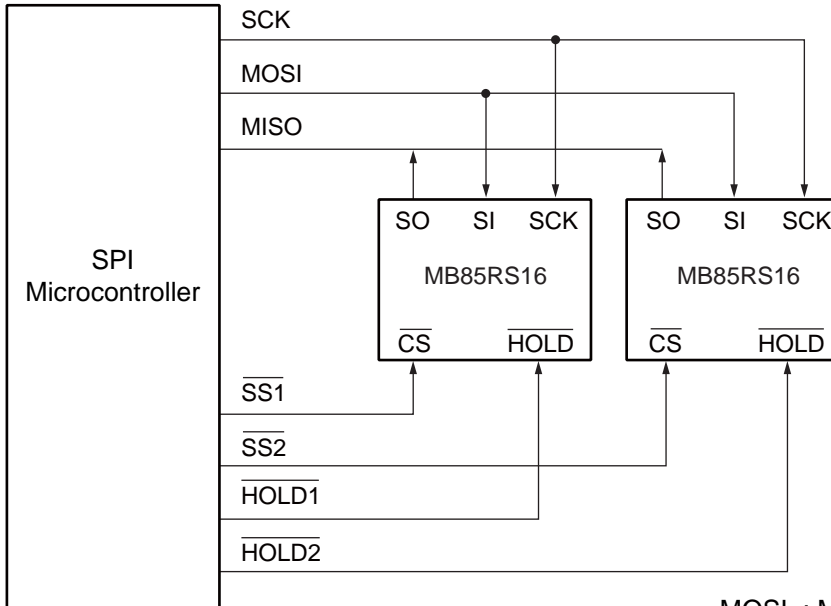 SCK
MOSI
MISO
SO SI SCK
SO SI SCK
SPI
Microcontroller
MB85RS16
MB85RS16
CS HOLD
CS HOLD
SS1
SS2
HOLD1
HOLD2
MOSI : M